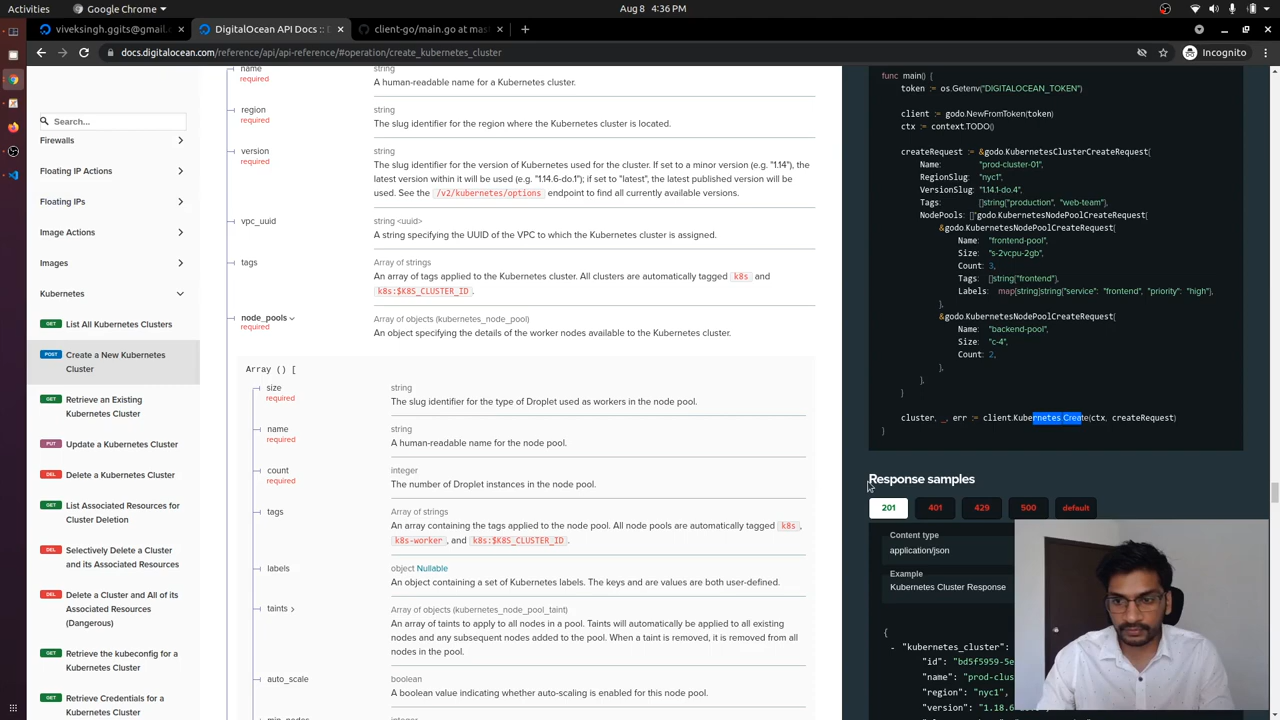 Aug 8 4:36 PM
viveksingh.ggits@gmail.c
DigitalOcean API Docs :: D
client-go/main.go at mast
docs.digitalocean.com/reference/api/api-reference/#operation/create_kubernetes_cluster
Incognito
Search...
Firewalls
Floating IP Actions
Floating IPs
Image Actions
Images
Kubernetes
GET List All Kubernetes Clusters
POST Create a New Kubernetes
Cluster
GET Retrieve an Existing
Kubernetes Cluster
PUT Update a Kubernetes Cluster
DEL Delete a Kubernetes Cluster
GET List Associated Resources for
Cluster Deletion
DEL Selectively Delete a Cluster
and its Associated Resources
DEL Delete a Cluster and All of its
Associated Resources
(Dangerous)
GET Retrieve the kubeconfig for a
Kubernetes Cluster
GET Retrieve Credentials for a
Kubernetes Cluster
name string
required A human-readable name for a Kubernetes cluster.
region string
required The slug identifier for the region where the Kubernetes cluster is located.
version string
required The slug identifier for the version of Kubernetes used for the cluster. If set to a minor version (e.g. "1.14"), the
latest version within it will be used (e.g. "1.14.6-do.1"); if set to "latest", the latest published version will be
used. See the /v2/kubernetes/options endpoint to find all currently available versions.
vpc_uuid string <uuid>
A string specifying the UUID of the VPC to which the Kubernetes cluster is assigned.
tags Array of strings
An array of tags applied to the Kubernetes cluster. All clusters are automatically tagged k8s and
k8s:$K8S_CLUSTER_ID.
node_pools Array of objects (kubernetes_node_pool)
required An object specifying the details of the worker nodes available to the Kubernetes cluster.
Array () [
size string
required The slug identifier for the type of Droplet used as workers in the node pool.
name string
required A human-readable name for the node pool.
count integer
required The number of Droplet instances in the node pool.
tags Array of strings
An array containing the tags applied to the node pool. All node pools are automatically tagged k8s,
k8s-worker, and k8s:$K8S_CLUSTER_ID.
labels object Nullable
An object containing a set of Kubernetes labels. The keys and are values are both user-defined.
taints Array of objects (kubernetes_node_pool_taint)
An array of taints to apply to all nodes in a pool. Taints will automatically be applied to all existing
nodes and any subsequent nodes added to the pool. When a taint is removed, it is removed from all
nodes in the pool.
auto_scale boolean
A boolean value indicating whether auto-scaling is enabled for this node pool.
min_nodes integer
func main() {
token := os.Getenv("DIGITALOCEAN_TOKEN")
client := godo.NewFromToken(token)
ctx := context.TODO()
createRequest := &godo.KubernetesClusterCreateRequest{
Name: "prod-cluster-01",
RegionSlug: "nyc1",
VersionSlug: "1.14.1-do.4",
Tags: []string{"production", "web-team"},
NodePools: []*godo.KubernetesNodePoolCreateRequest{
&godo.KubernetesNodePoolCreateRequest{
Name: "frontend-pool",
Size: "s-2vcpu-2gb",
Count: 3,
Tags: []string{"frontend"},
Labels: map[string]string{"service": "frontend", "priority": "high"},
},
&godo.KubernetesNodePoolCreateRequest{
Name: "backend-pool",
Size: "c-4",
Count: 2,
},
},
}
cluster, _, err := client.Kubernetes.Create(ctx, createRequest)
}
Response samples
201 401 429 500 default
Content type
application/json
Example
Kubernetes Cluster Response
{
- "kubernetes_cluster":
"id": "bd5f5959-5e
"name": "prod-clus
"region": "nyc1",
"version": "1.18.6